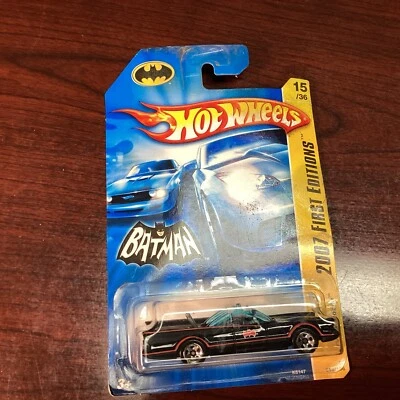 15
/36
HOT WHEELS
2007 FIRST EDITIONS
BATMAN